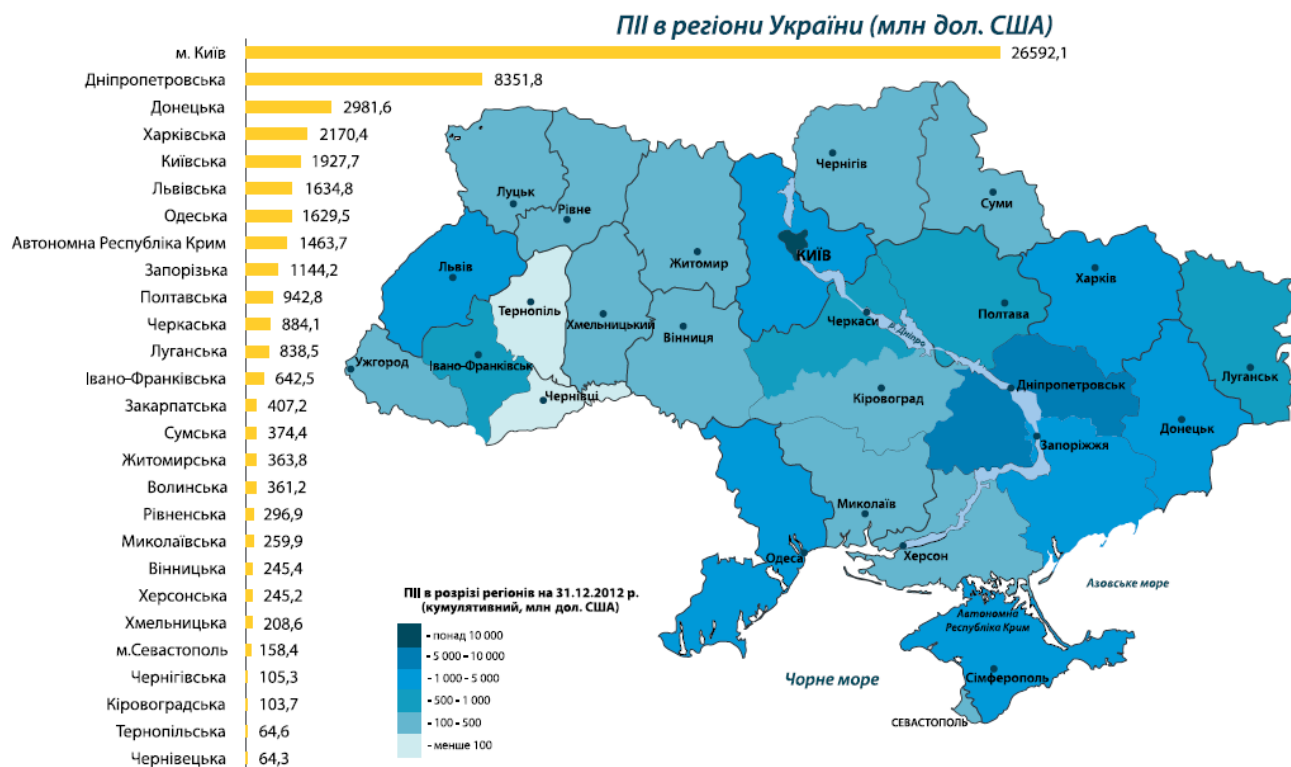 ПІІ в регіони України (млн дол. США)
м. Київ 26592,1
Дніпропетровська 8351,8
Донецька 2981,6
Харківська 2170,4
Київська 1927,7
Львівська 1634,8
Одеська 1629,5
Автономна Республіка Крим 1463,7
Запорізька 1144,2
Полтавська 942,8
Черкаська 884,1
Луганська 838,5
Івано-Франківська 642,5
Закарпатська 407,2
Сумська 374,4
Житомирська 363,8
Волинська 361,2
Рівненська 296,9
Миколаївська 259,9
Вінницька 245,4
Херсонська 245,2
Хмельницька 208,6
м.Севастополь 158,4
Чернігівська 105,3
Кіровоградська 103,7
Тернопільська 64,6
Чернівецька 64,3
Чернігів
Луцьк
Суми
Рівне
КИЇВ
Житомир
Львів
Харків
Тернопіль
Хмельницький
Вінниця
Черкаси
Полтава
р. Дніпро
Ужгород
Івано-Франківськ
Луганськ
Чернівці
Кіровоград
Дніпропетровськ
Донецьк
Запоріжжя
Миколаїв
Одеса
Херсон
Азовське море
Автономна
Республіка Крим
Сімферополь
Чорне море
СЕВАСТОПОЛЬ
ПІІ в розрізі регіонів на 31.12.2012 р.
(кумулятивний, млн дол. США)
- понад 10 000
- 5 000 - 10 000
- 1 000 - 5 000
- 500 - 1 000
- 100 - 500
- менше 100